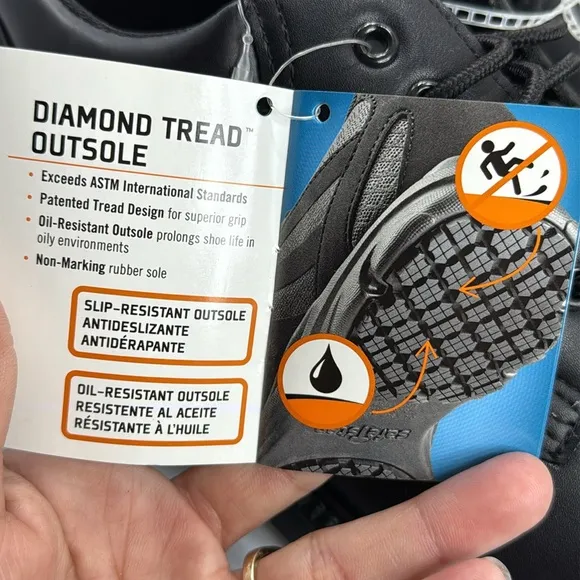 DIAMOND TREAD™
OUTSOLE
• Exceeds ASTM International Standards
• Patented Tread Design for superior grip
• Oil-Resistant Outsole prolongs shoe life in
oily environments
• Non-Marking rubber sole
SLIP-RESISTANT OUTSOLE
ANTIDESLIZANTE
ANTIDÉRAPANTE
OIL-RESISTANT OUTSOLE
RESISTENTE AL ACEITE
RÉSISTANTE À L'HUILE